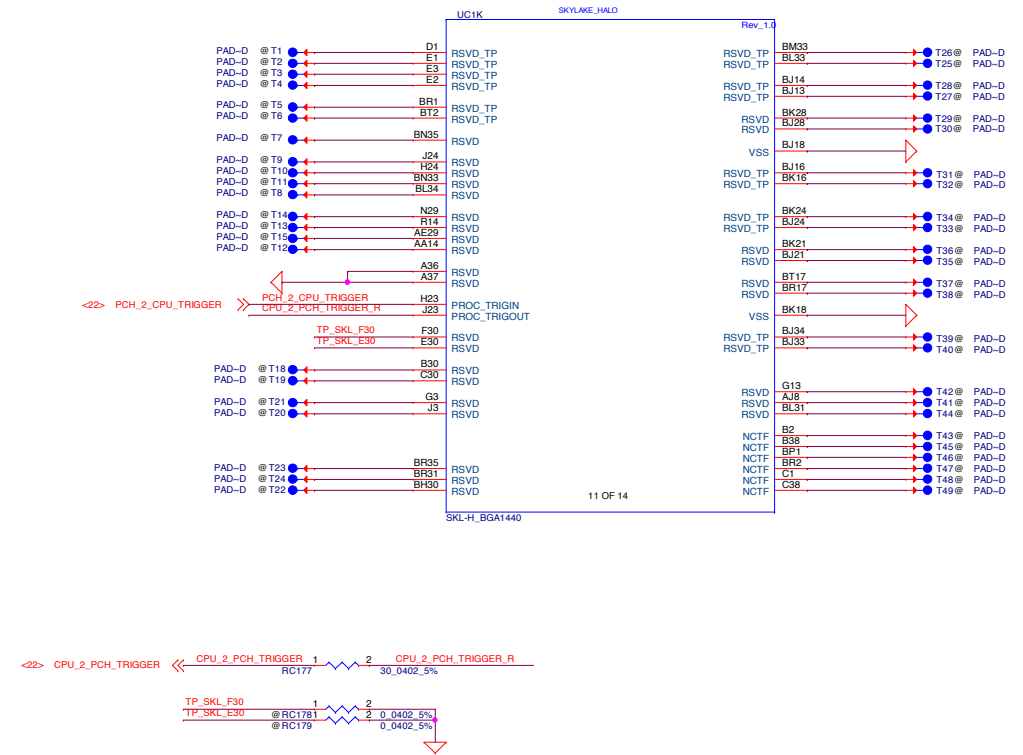 SKYLAKE_HALO
UC1K
Rev_1.0
PAD~D @ T1 D1 RSVD_TP
PAD~D @ T2 E1 RSVD_TP
PAD~D @ T3 E3 RSVD_TP
PAD~D @ T4 E2 RSVD_TP
PAD~D @ T5 BR1 RSVD_TP
PAD~D @ T6 BT2 RSVD_TP
PAD~D @ T7 BN35 RSVD
PAD~D @ T9 J24 RSVD
PAD~D @ T10 H24 RSVD
PAD~D @ T11 BN33 RSVD
PAD~D @ T8 BL34 RSVD
PAD~D @ T14 N29 RSVD
PAD~D @ T13 R14 RSVD
PAD~D @ T15 AE29 RSVD
PAD~D @ T12 AA14 RSVD
A36 RSVD
A37 RSVD
<22> PCH_2_CPU_TRIGGER PCH_2_CPU_TRIGGER H23 PROC_TRIGIN
CPU_2_PCH_TRIGGER_R J23 PROC_TRIGOUT
TP_SKL_F30 F30 RSVD
TP_SKL_E30 E30 RSVD
PAD~D @ T18 B30 RSVD
PAD~D @ T19 C30 RSVD
PAD~D @ T21 G3 RSVD
PAD~D @ T20 J3 RSVD
PAD~D @ T23 BR35 RSVD
PAD~D @ T24 BR31 RSVD
PAD~D @ T22 BH30 RSVD
RSVD_TP BM33 T26@ PAD~D
RSVD_TP BL33 T25@ PAD~D
RSVD_TP BJ14 T28@ PAD~D
RSVD_TP BJ13 T27@ PAD~D
RSVD BK28 T29@ PAD~D
RSVD BJ28 T30@ PAD~D
VSS BJ18
RSVD_TP BJ16 T31@ PAD~D
RSVD_TP BK16 T32@ PAD~D
RSVD_TP BK24 T34@ PAD~D
RSVD_TP BJ24 T33@ PAD~D
RSVD BK21 T36@ PAD~D
RSVD BJ21 T35@ PAD~D
RSVD BT17 T37@ PAD~D
RSVD BR17 T38@ PAD~D
VSS BK18
RSVD_TP BJ34 T39@ PAD~D
RSVD_TP BJ33 T40@ PAD~D
RSVD G13 T42@ PAD~D
RSVD AJ8 T41@ PAD~D
RSVD BL31 T44@ PAD~D
NCTF B2 T43@ PAD~D
NCTF B38 T45@ PAD~D
NCTF BP1 T46@ PAD~D
NCTF BR2 T47@ PAD~D
NCTF C1 T48@ PAD~D
NCTF C38 T49@ PAD~D
11 OF 14
SKL-H_BGA1440
<22> CPU_2_PCH_TRIGGER CPU_2_PCH_TRIGGER 1 2 CPU_2_PCH_TRIGGER_R
RC177 30_0402_5%
TP_SKL_F30 1 2
TP_SKL_E30 @ RC178 1 2 0_0402_5%
@ RC179 0_0402_5%